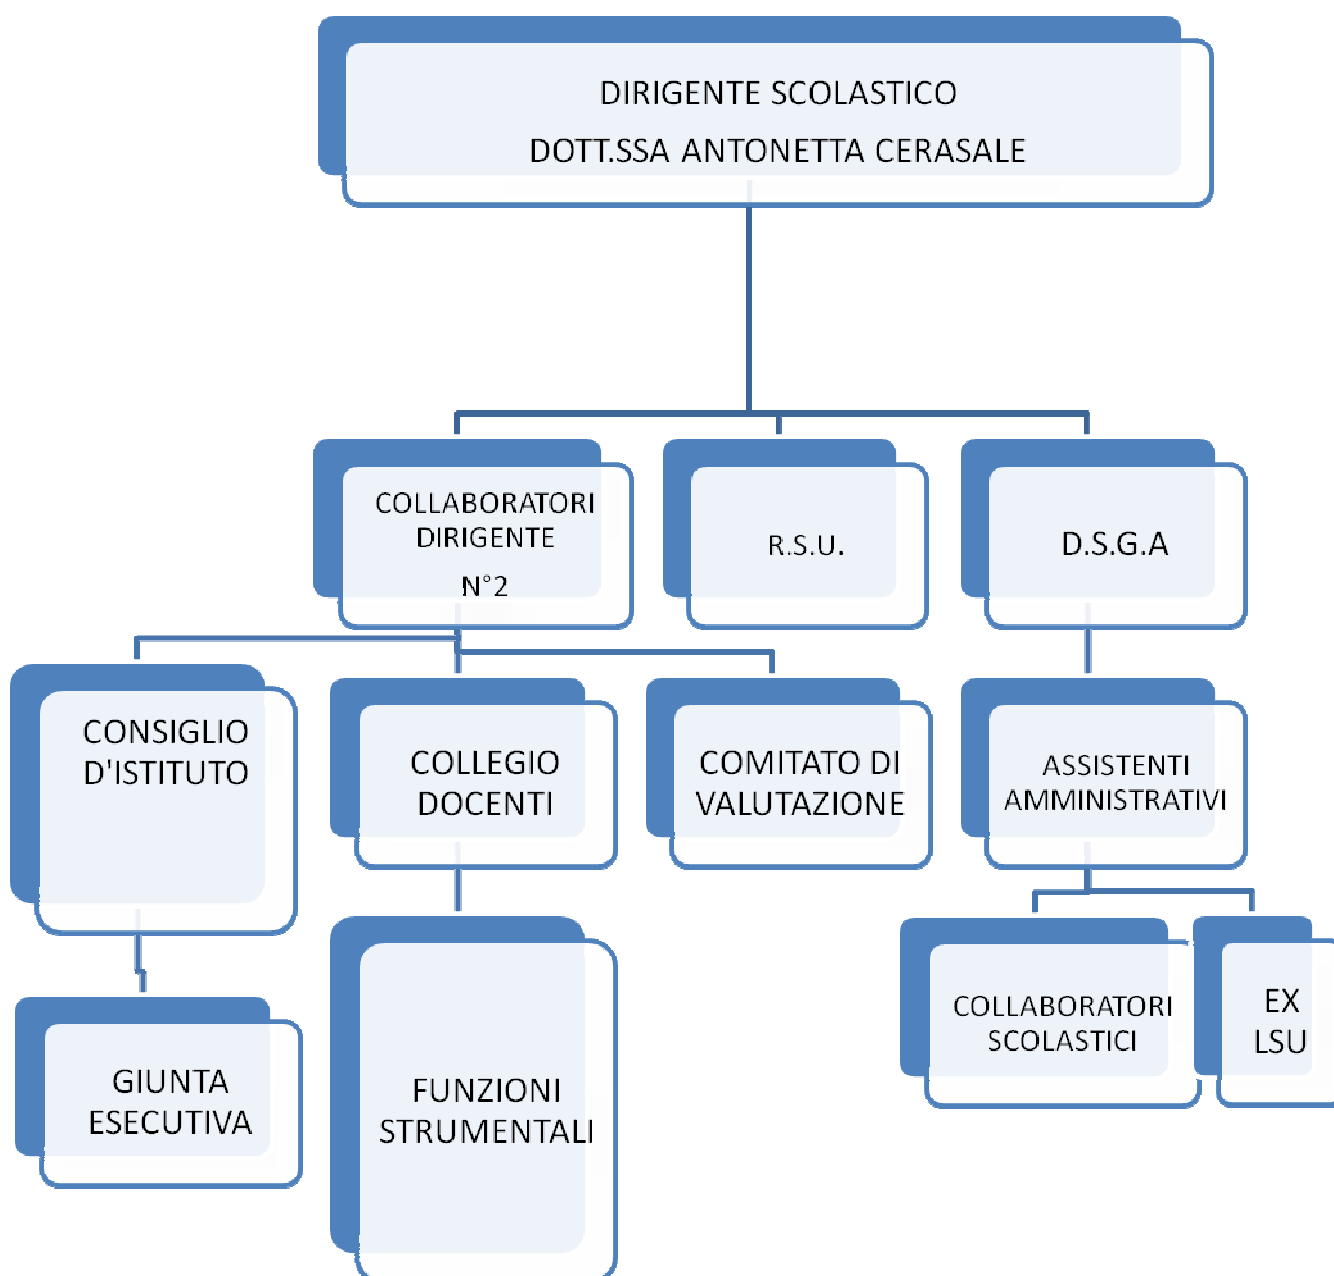 DIRIGENTE SCOLASTICO
DOTT.SSA ANTONETTA CERASALE
COLLABORATORI
DIRIGENTE
N°2
R.S.U.
D.S.G.A
CONSIGLIO
D'ISTITUTO
COLLEGIO
DOCENTI
COMITATO DI
VALUTAZIONE
ASSISTENTI
AMMINISTRATIVI
GIUNTA
ESECUTIVA
FUNZIONI
STRUMENTALI
COLLABORATORI
SCOLASTICI
EX
LSU